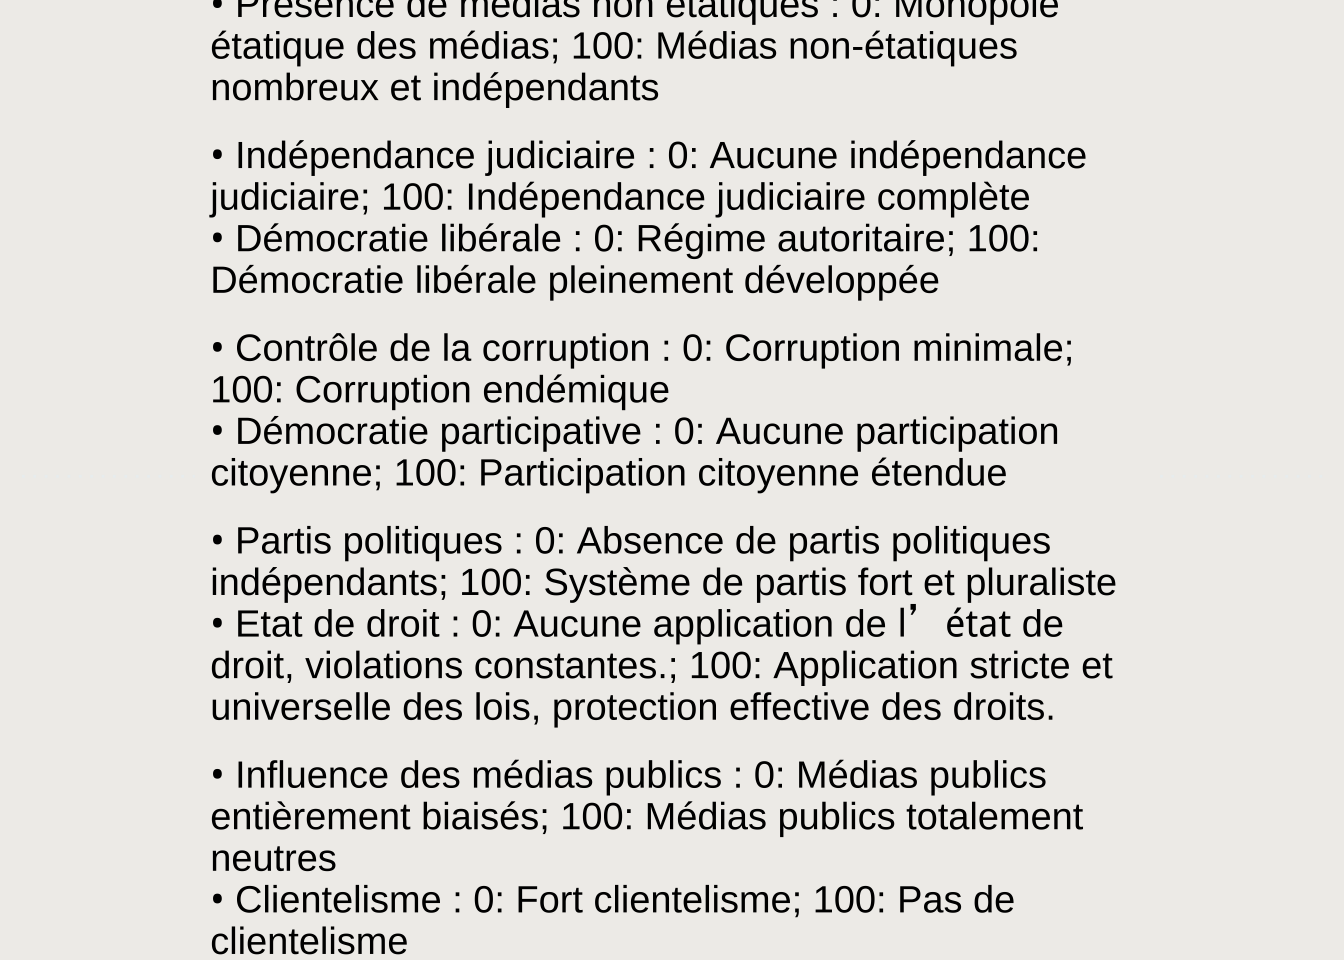 • Présence de médias non étatiques : 0: Monopole
étatique des médias; 100: Médias non-étatiques
nombreux et indépendants
• Indépendance judiciaire : 0: Aucune indépendance
judiciaire; 100: Indépendance judiciaire complète
• Démocratie libérale : 0: Régime autoritaire; 100:
Démocratie libérale pleinement développée
• Contrôle de la corruption : 0: Corruption minimale;
100: Corruption endémique
• Démocratie participative : 0: Aucune participation
citoyenne; 100: Participation citoyenne étendue
• Partis politiques : 0: Absence de partis politiques
indépendants; 100: Système de partis fort et pluraliste
• Etat de droit : 0: Aucune application de l’état de
droit, violations constantes.; 100: Application stricte et
universelle des lois, protection effective des droits.
• Influence des médias publics : 0: Médias publics
entièrement biaisés; 100: Médias publics totalement
neutres
• Clientelisme : 0: Fort clientelisme; 100: Pas de
clientelisme